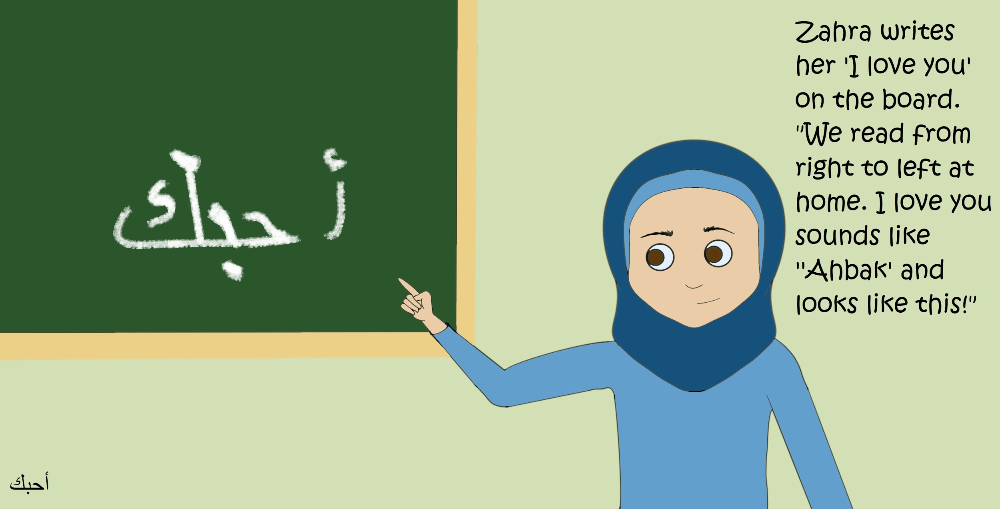 أحبك
Zahra writes
her 'I love you'
on the board.
"We read from
right to left at
home. I love you
sounds like
"Ahbak' and
looks like this!"
أحبك